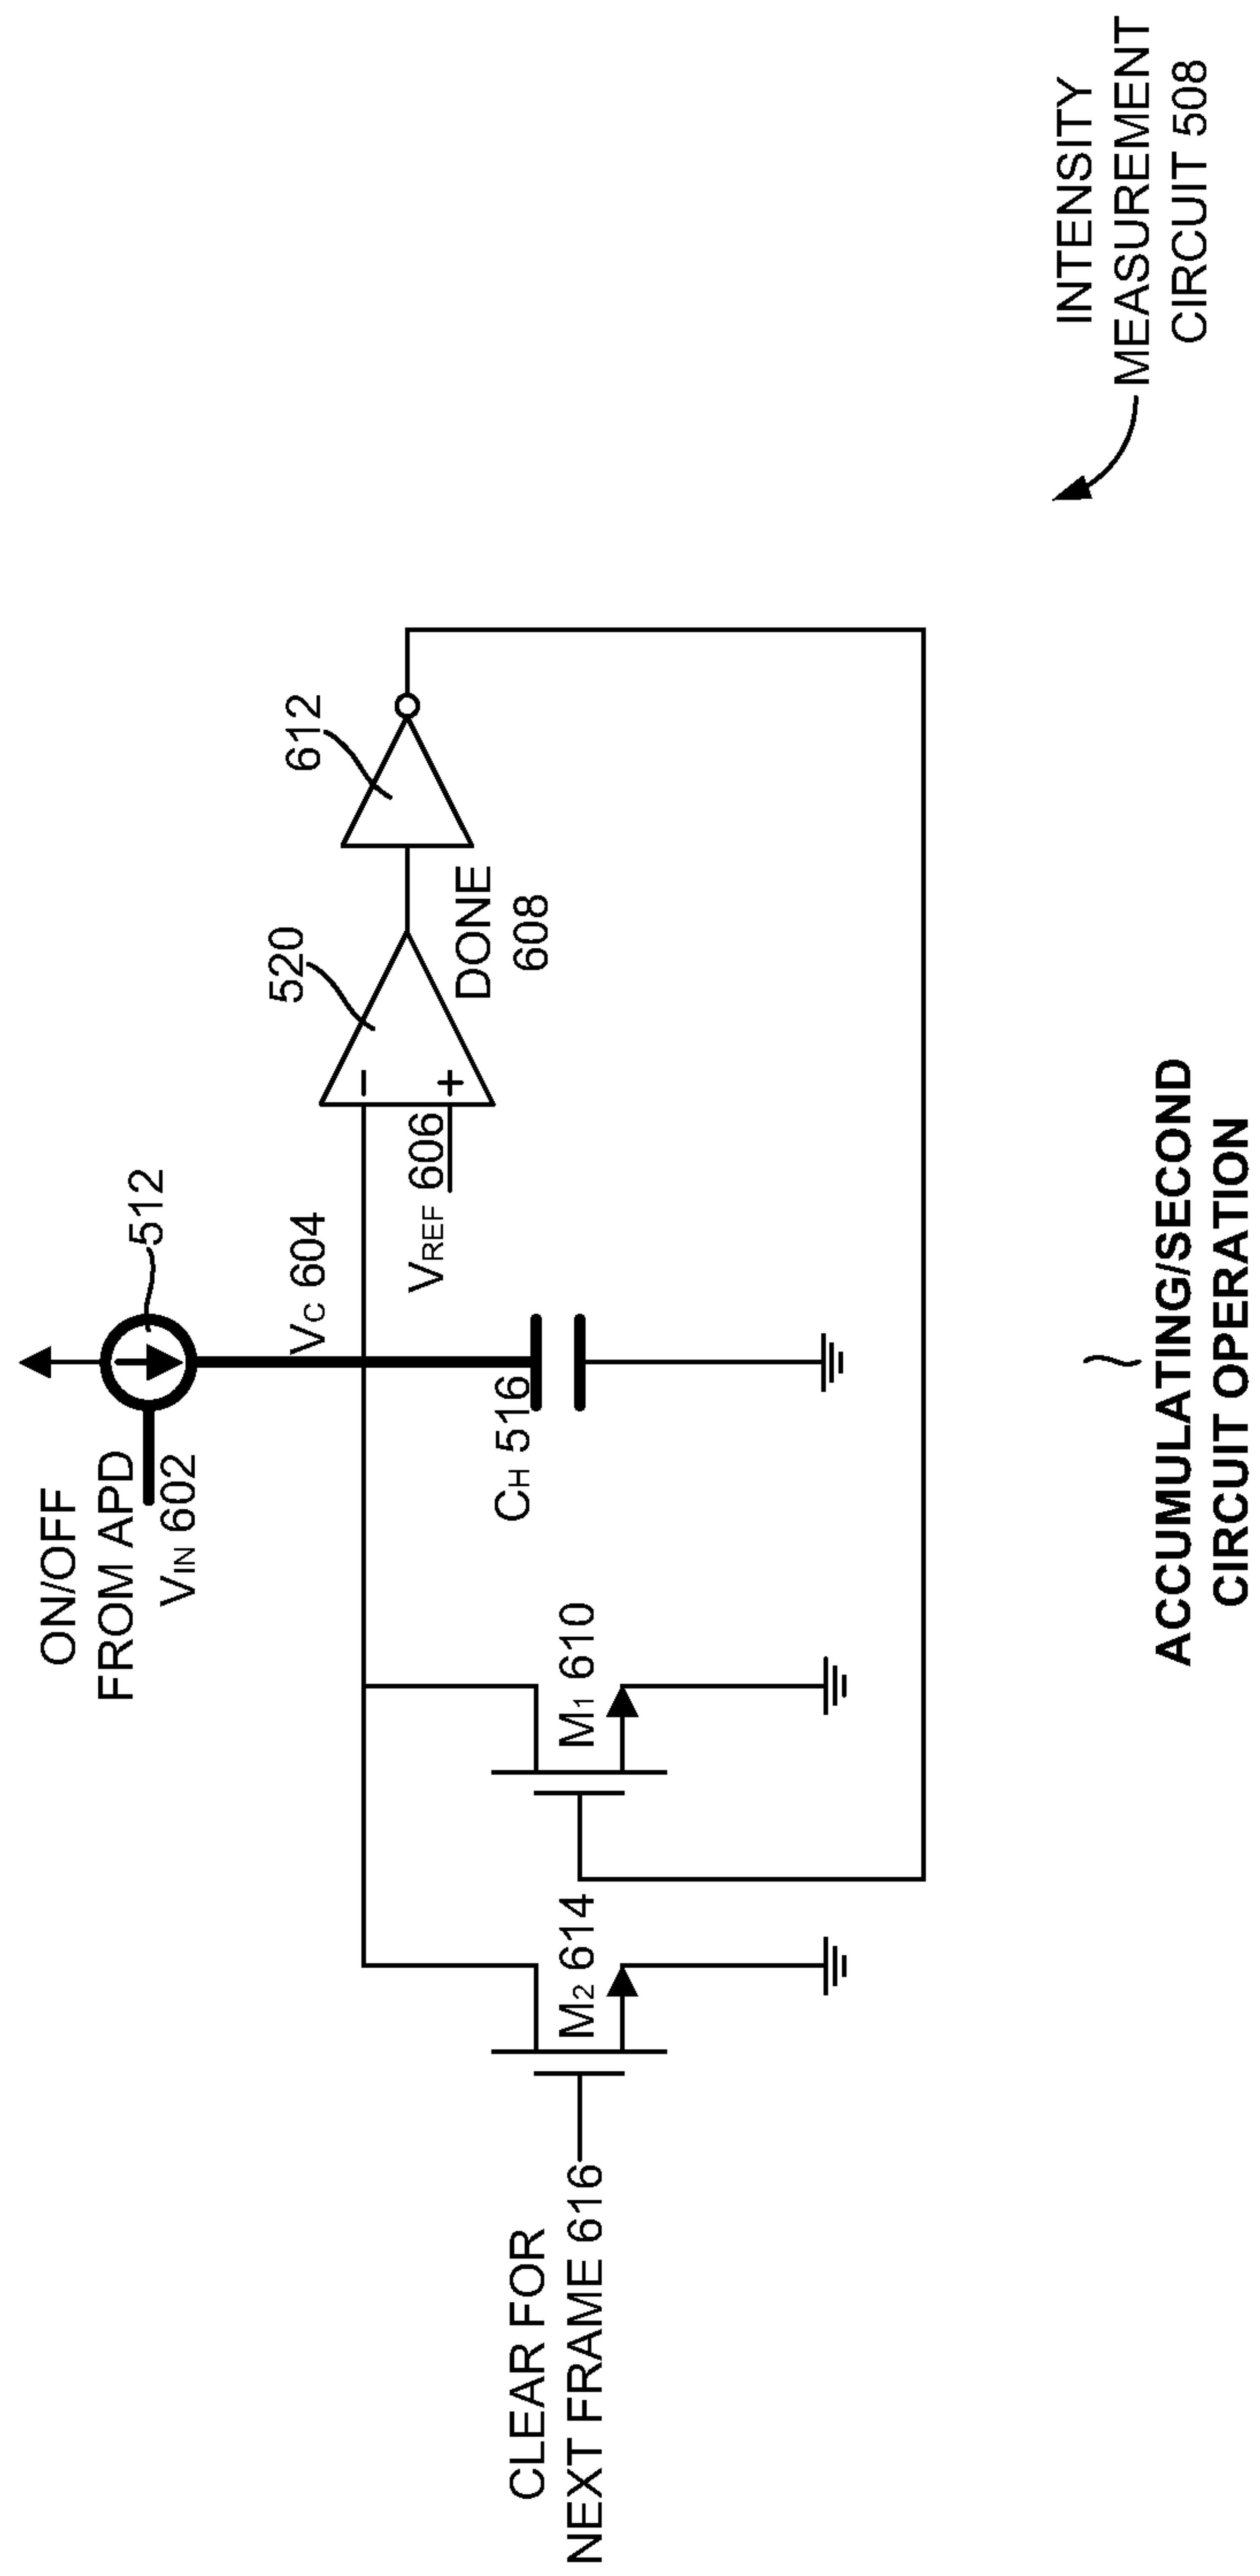 ON/OFF
FROM APD
VIN 602
512
VC 604
520
612
VREF 606
−
+
DONE
608
CH 516
M1 610
M2 614
CLEAR FOR
NEXT FRAME 616
INTENSITY
MEASUREMENT
CIRCUIT 508
ACCUMULATING/SECOND
CIRCUIT OPERATION